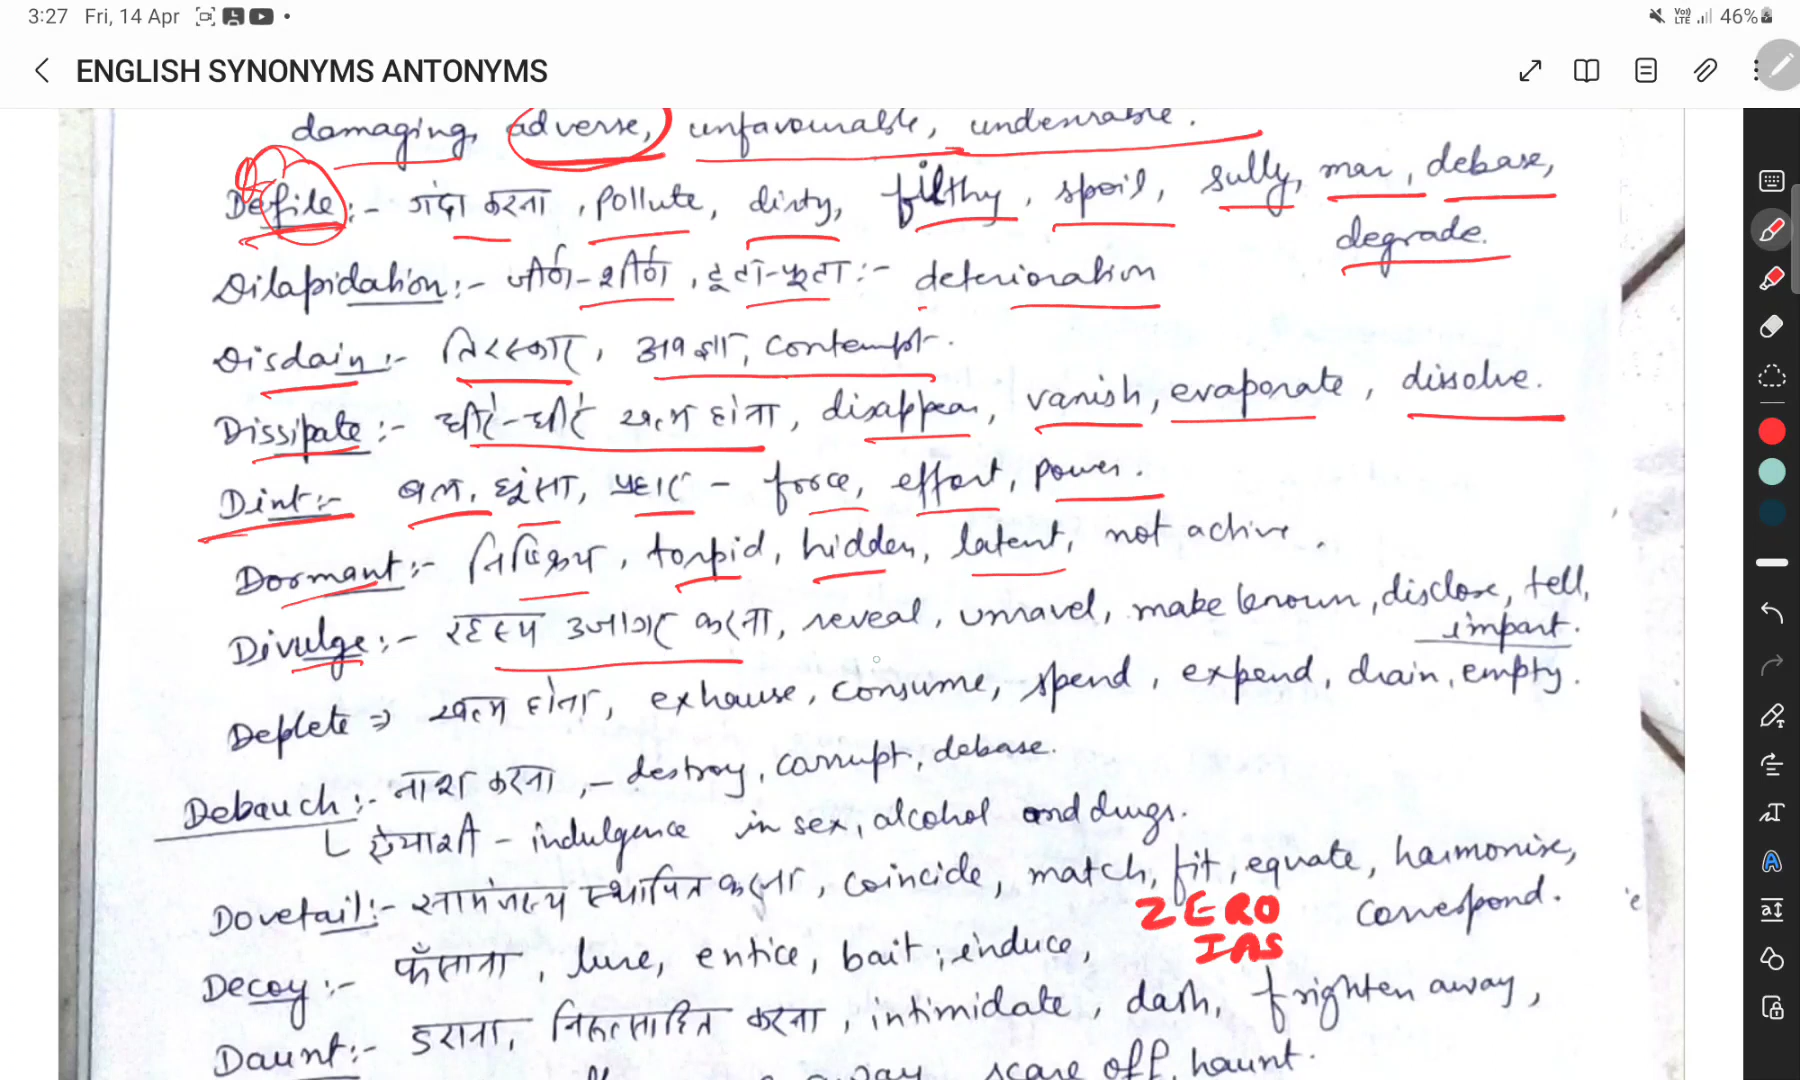 3:27 Fri, 14 Apr
46%
ENGLISH SYNONYMS ANTONYMS
damaging, adverse, unfavourable, undesirable.
Defile:- गंदा करना, pollute, dirty, filthy, spoil, sully, mar, debase,
degrade.
Dilapidation:- जीर्ण-शीर्ण, टूटा-फूटा:- deterioration
Disdain:- तिरस्कार, अवज्ञा, contempt.
Dissipate:- धीरे-धीरे खत्म होना, disappear, vanish, evaporate, dissolve.
Dint:- बल, घूंसा, प्रहार - force, effort, power.
Dormant:- निष्क्रिय, torpid, hidden, latent, not active.
Divulge:- रहस्य उजागर करना, reveal, unravel, make known, disclose, tell,
impart.
Deplete => खत्म होना, exhause, consume, spend, expend, drain, empty.
Debauch:- नाश करना,- destroy, corrupt, debase.
ऐयाशी - indulgence in sex, alcohol and drugs.
Dovetail:- सामंजस्य स्थापित करना, coincide, match, fit, equate, harmonise,
correspond.
ZERO
IAS
Decoy:- फँसाना, lure, entice, bait, induce,
Daunt:- डराना, निरुत्साहित करना, intimidate, dash, frighten away,
away, scare off, haunt.